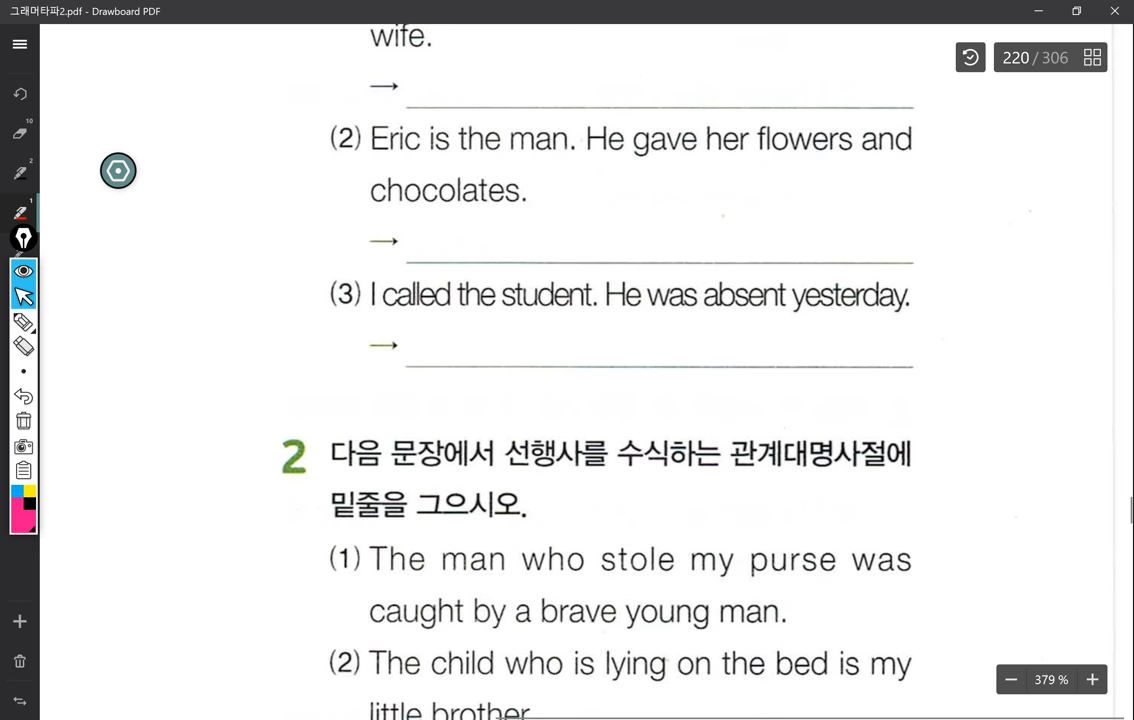 그래머타파2.pdf - Drawboard PDF
220 / 306
10
2
1
wife.
→
(2) Eric is the man. He gave her flowers and
chocolates.
→
(3) I called the student. He was absent yesterday.
→
2 다음 문장에서 선행사를 수식하는 관계대명사절에
밑줄을 그으시오.
(1) The man who stole my purse was
caught by a brave young man.
(2) The child who is lying on the bed is my
little brother
379 %